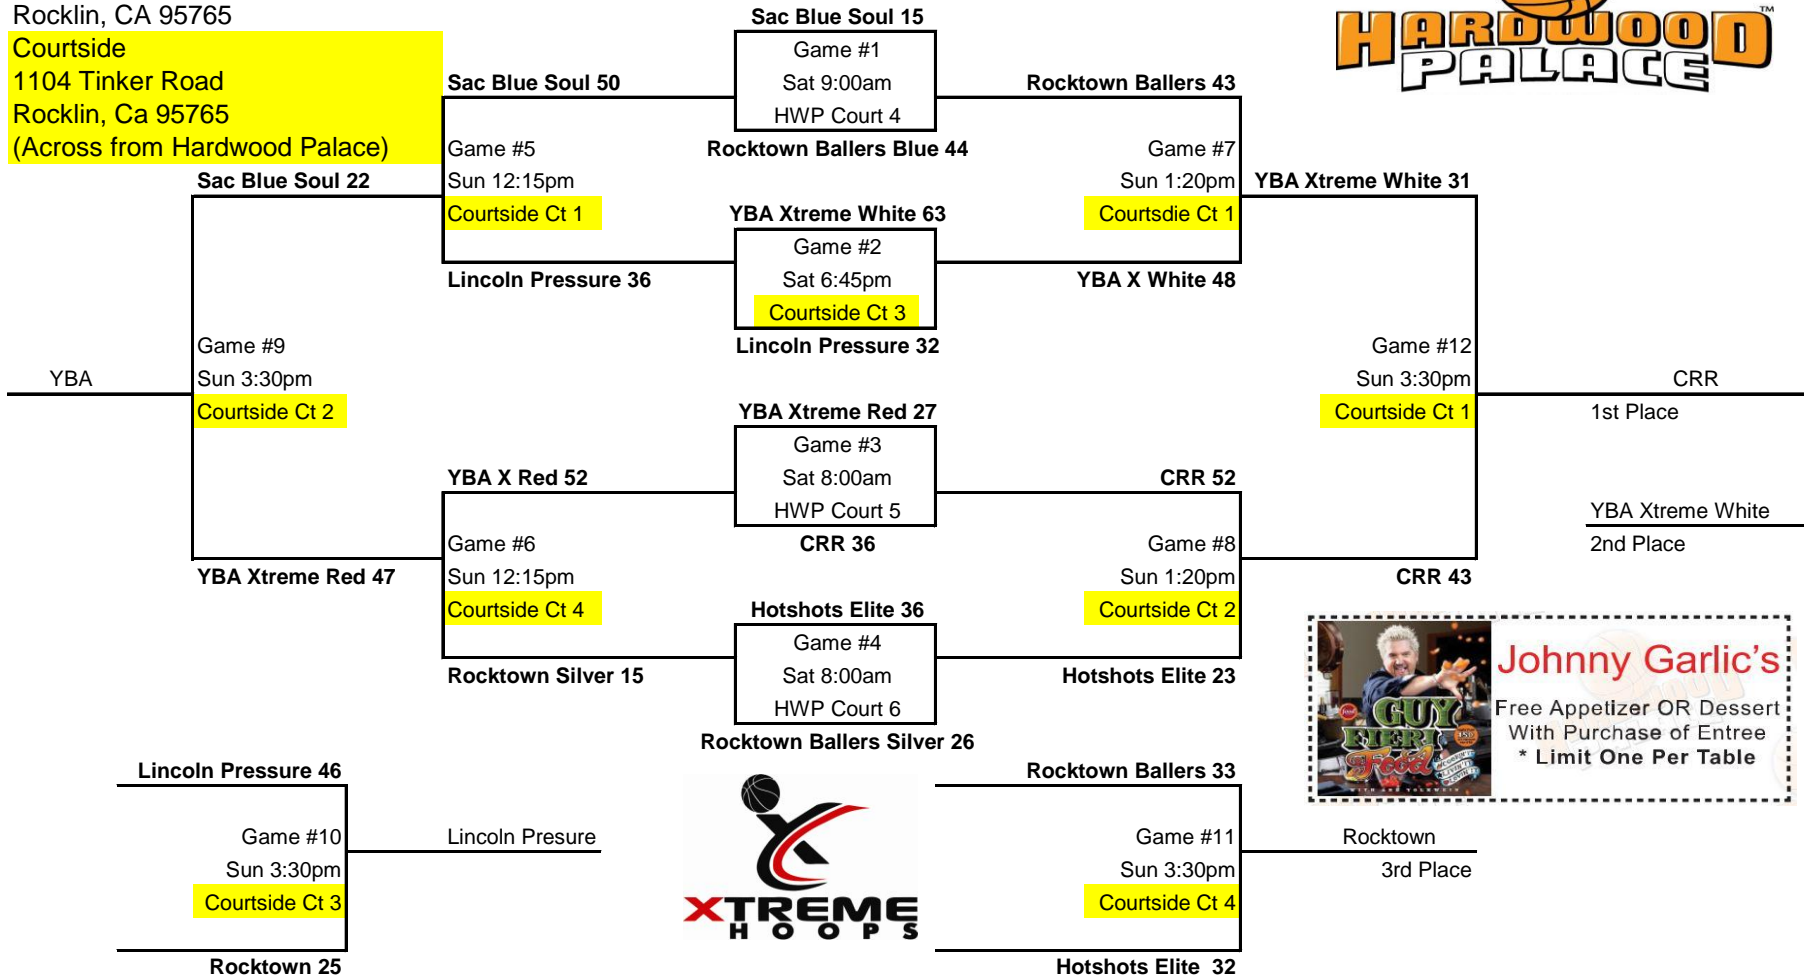 Rocklin, CA 95765
Courtside
1104 Tinker Road
Rocklin, Ca 95765
(Across from Hardwood Palace)
HARDWOOD
PALACE
TM
Sac Blue Soul 15
Game #1
Sat 9:00am
HWP Court 4
Rocktown Ballers Blue 44
Sac Blue Soul 50
Game #5
Sun 12:15pm
Courtside Ct 1
Lincoln Pressure 36
Rocktown Ballers 43
Game #7
Sun 1:20pm
Courtsdie Ct 1
YBA X White 48
Sac Blue Soul 22
YBA Xtreme White 31
YBA Xtreme White 63
Game #2
Sat 6:45pm
Courtside Ct 3
Lincoln Pressure 32
Game #9
Sun 3:30pm
Courtside Ct 2
YBA
Game #12
Sun 3:30pm
Courtside Ct 1
CRR
1st Place
YBA Xtreme Red 27
Game #3
Sat 8:00am
HWP Court 5
CRR 36
YBA X Red 52
Game #6
Sun 12:15pm
Courtside Ct 4
Rocktown Silver 15
CRR 52
Game #8
Sun 1:20pm
Courtside Ct 2
Hotshots Elite 23
YBA Xtreme White
2nd Place
YBA Xtreme Red 47
CRR 43
Hotshots Elite 36
Game #4
Sat 8:00am
HWP Court 6
Rocktown Ballers Silver 26
GUY
FIERI
Food
Johnny Garlic's
Free Appetizer OR Dessert
With Purchase of Entree
* Limit One Per Table
Lincoln Pressure 46
Game #10
Sun 3:30pm
Courtside Ct 3
Rocktown 25
Lincoln Presure
XTREME
HOOPS
Rocktown Ballers 33
Game #11
Sun 3:30pm
Courtside Ct 4
Hotshots Elite 32
Rocktown
3rd Place